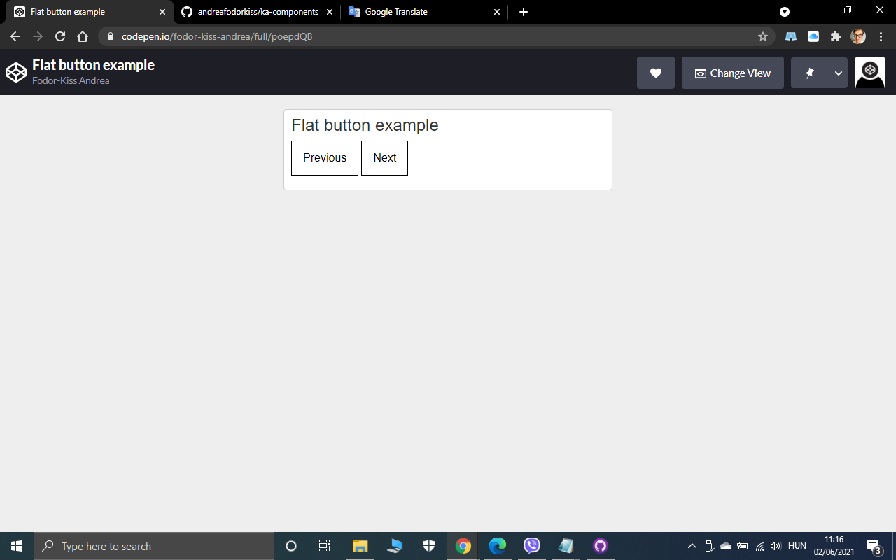 Flat button example
andreafodorkiss/ka-components
Google Translate
codepen.io/fodor-kiss-andrea/full/poepdQB
Flat button example
Fodor-Kiss Andrea
Change View
Flat button example
Previous Next
Type here to search
HUN
11:16
02/06/2021
3